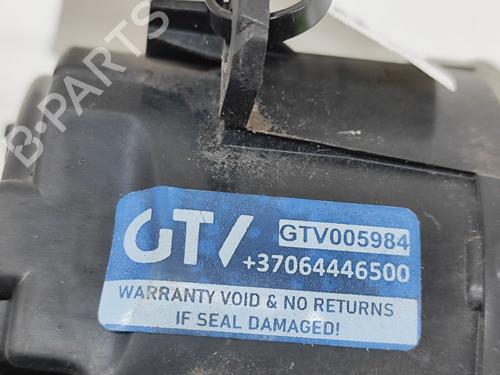 B-PARTS
GTV
GTV005984
+37064446500
WARRANTY VOID & NO RETURNS
IF SEAL DAMAGED!